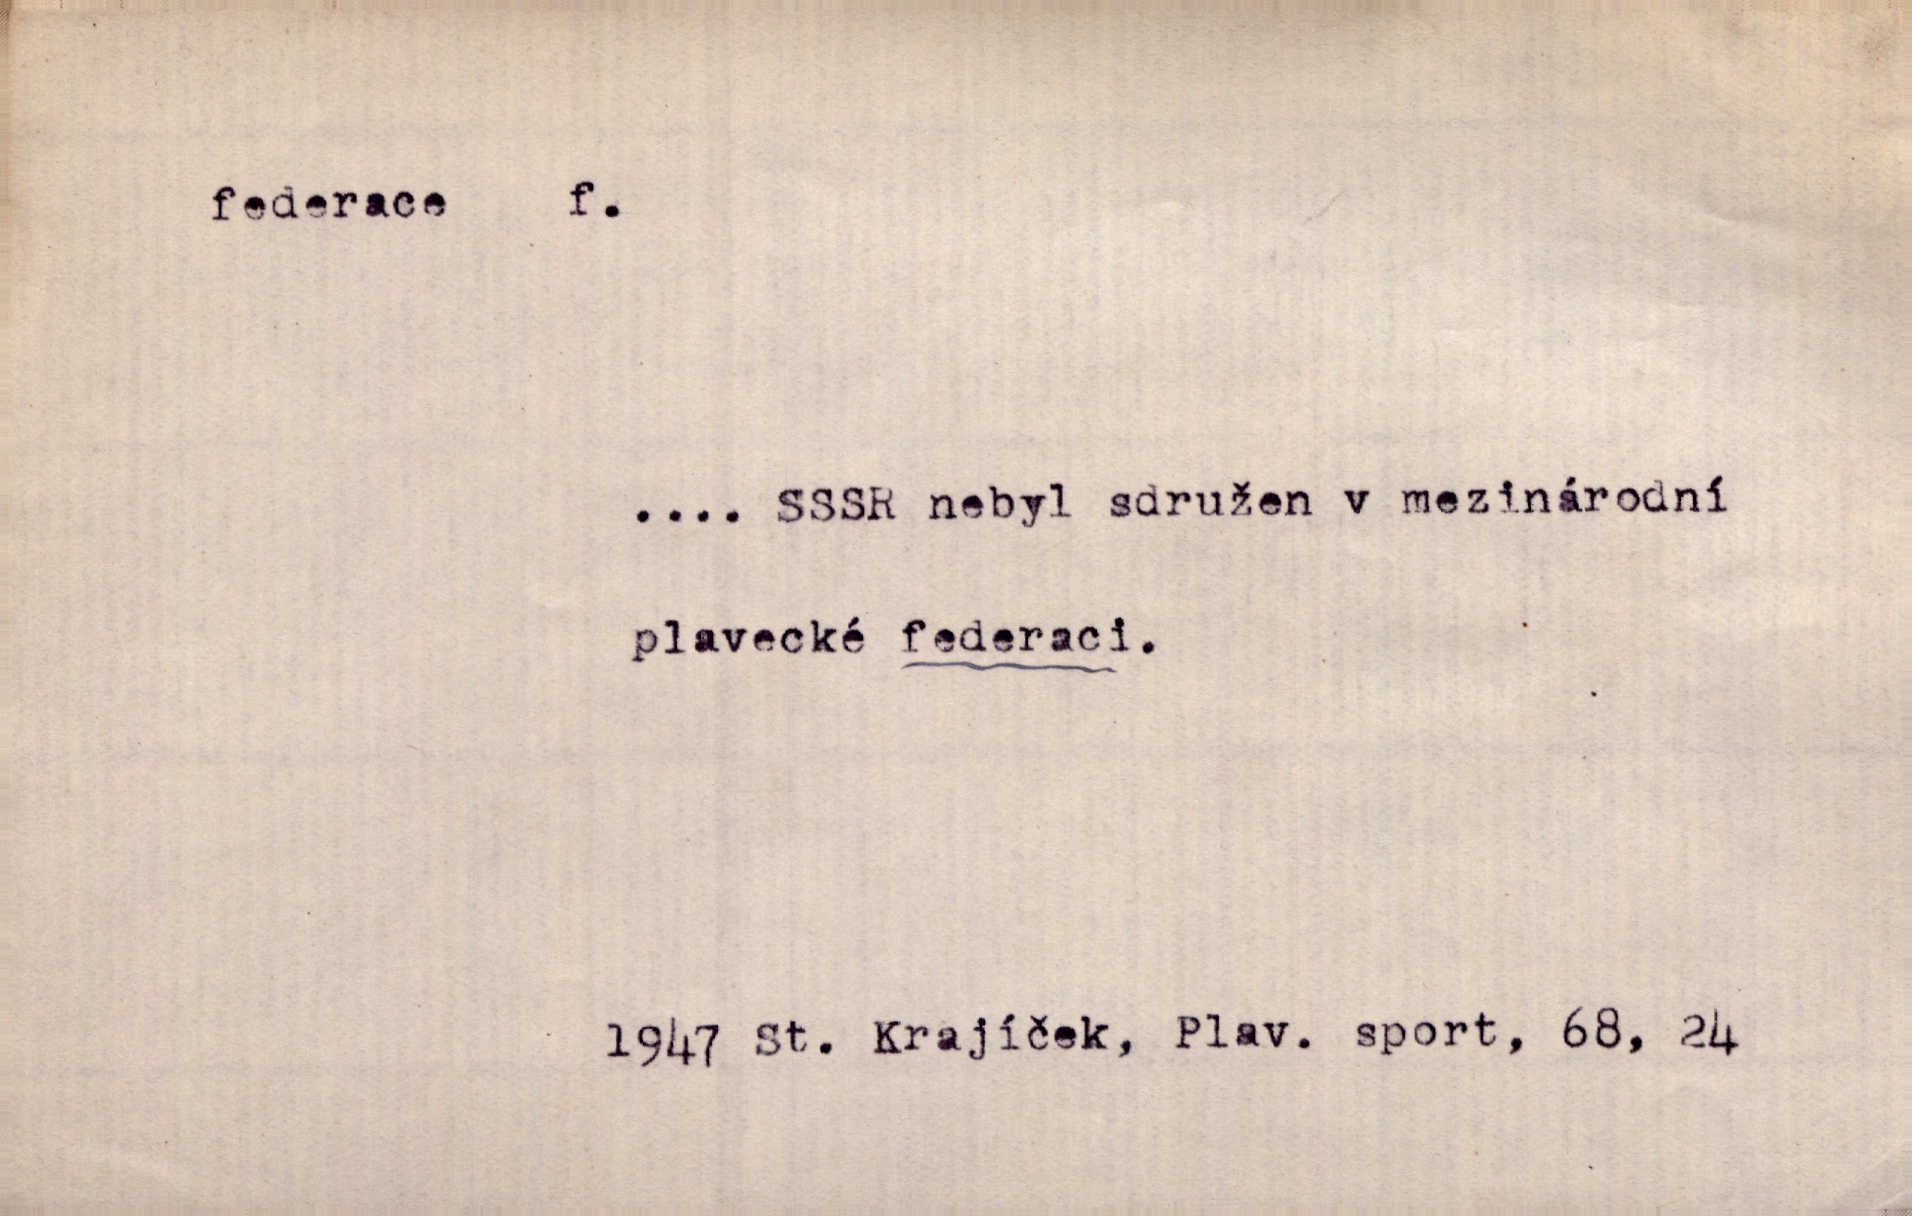 federace f.
.... SSSR nebyl sdružen v mezinárodní
plavecké federaci.
1947 St. Krajíček, Plav. sport, 68, 24